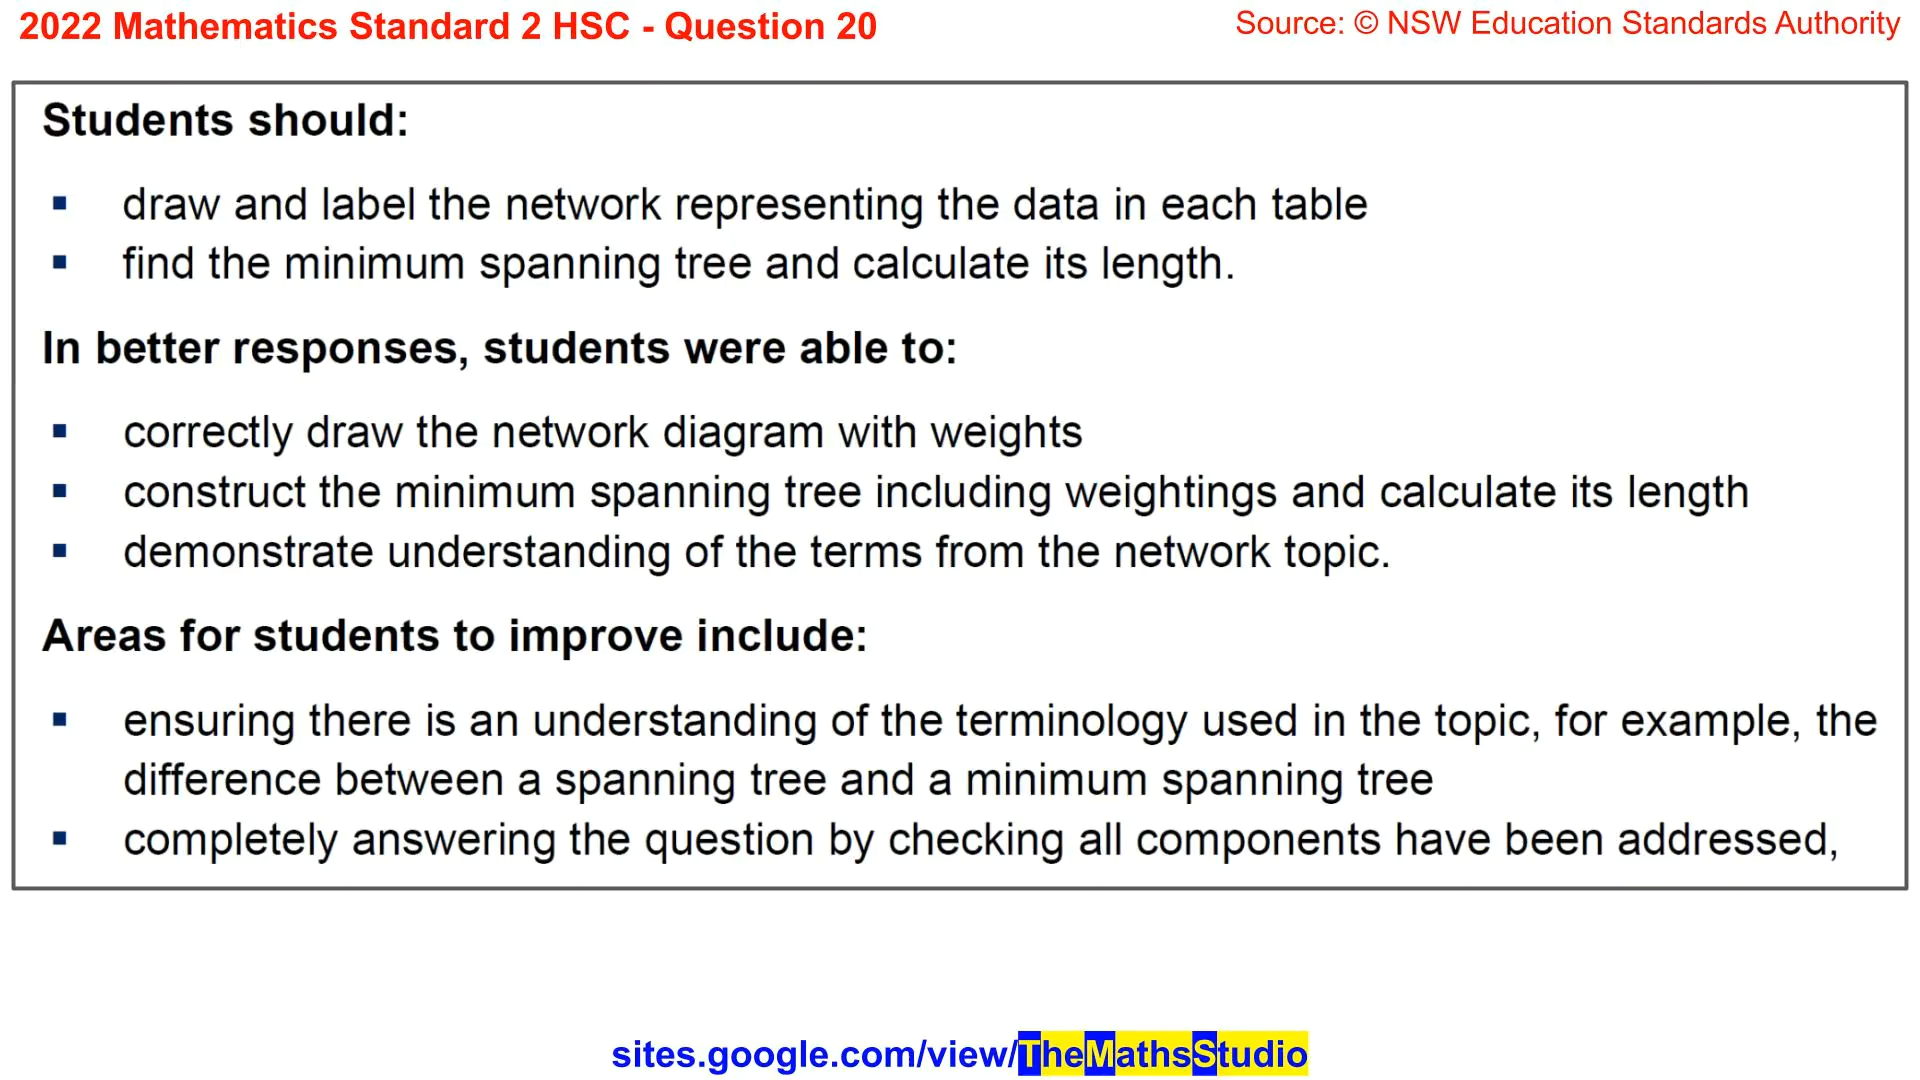 2022 Mathematics Standard 2 HSC - Question 20
Source: © NSW Education Standards Authority
Students should:
▪ draw and label the network representing the data in each table
▪ find the minimum spanning tree and calculate its length.
In better responses, students were able to:
▪ correctly draw the network diagram with weights
▪ construct the minimum spanning tree including weightings and calculate its length
▪ demonstrate understanding of the terms from the network topic.
Areas for students to improve include:
▪ ensuring there is an understanding of the terminology used in the topic, for example, the
difference between a spanning tree and a minimum spanning tree
▪ completely answering the question by checking all components have been addressed,
sites.google.com/view/TheMathsStudio